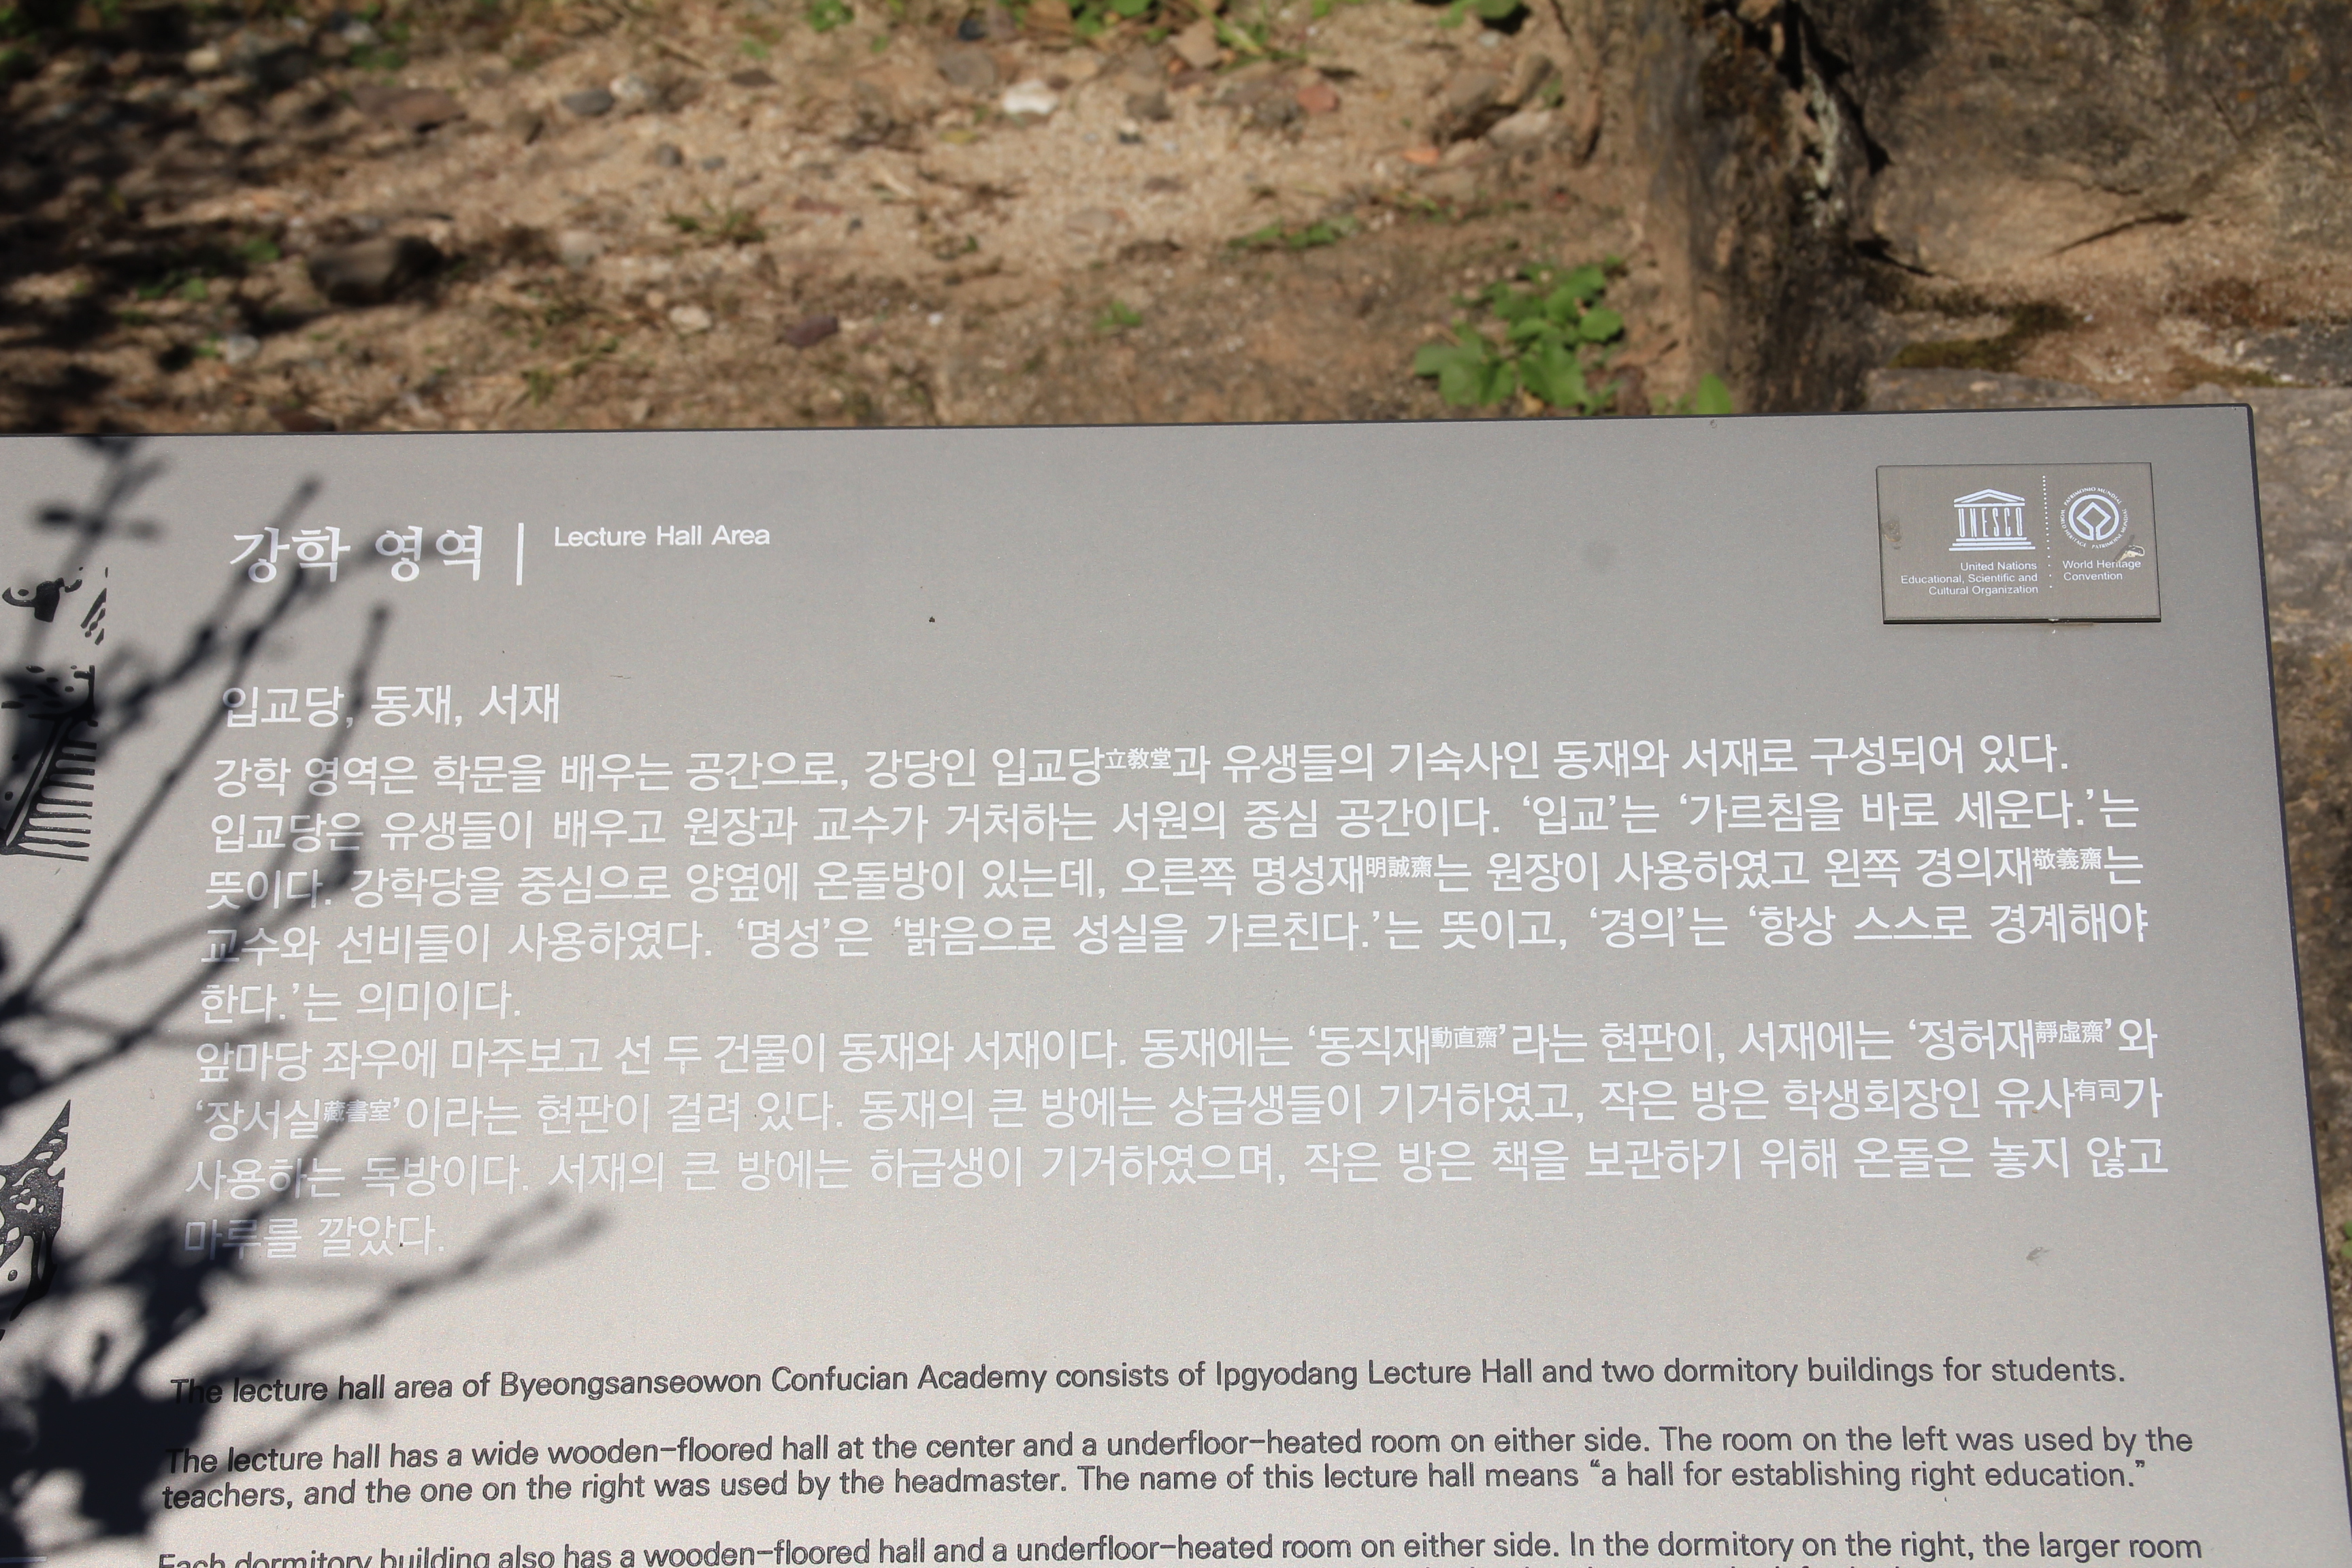 강학 영역 | Lecture Hall Area
UNESCO
United Nations
Educational, Scientific and
Cultural Organization
PATRIMONIO MUNDIAL
WORLD HERITAGE
PATRIMOINE MONDIAL
World Heritage
Convention
입교당, 동재, 서재
강학 영역은 학문을 배우는 공간으로, 강당인 입교당立敎堂과 유생들의 기숙사인 동재와 서재로 구성되어 있다.
입교당은 유생들이 배우고 원장과 교수가 거처하는 서원의 중심 공간이다. ‘입교’는 ‘가르침을 바로 세운다.’는
뜻이다. 강학당을 중심으로 양옆에 온돌방이 있는데, 오른쪽 명성재明誠齋는 원장이 사용하였고 왼쪽 경의재敬義齋는
교수와 선비들이 사용하였다. ‘명성’은 ‘밝음으로 성실을 가르친다.’는 뜻이고, ‘경의’는 ‘항상 스스로 경계해야
한다.’는 의미이다.
앞마당 좌우에 마주보고 선 두 건물이 동재와 서재이다. 동재에는 ‘동직재動直齋’라는 현판이, 서재에는 ‘정허재靜虛齋’와
‘장서실藏書室’이라는 현판이 걸려 있다. 동재의 큰 방에는 상급생들이 기거하였고, 작은 방은 학생회장인 유사有司가
사용하는 독방이다. 서재의 큰 방에는 하급생이 기거하였으며, 작은 방은 책을 보관하기 위해 온돌은 놓지 않고
마루를 깔았다.
The lecture hall area of Byeongsanseowon Confucian Academy consists of Ipgyodang Lecture Hall and two dormitory buildings for students.
The lecture hall has a wide wooden-floored hall at the center and a underfloor-heated room on either side. The room on the left was used by the
teachers, and the one on the right was used by the headmaster. The name of this lecture hall means “a hall for establishing right education.”
Each dormitory building also has a wooden-floored hall and a underfloor-heated room on either side. In the dormitory on the right, the larger room